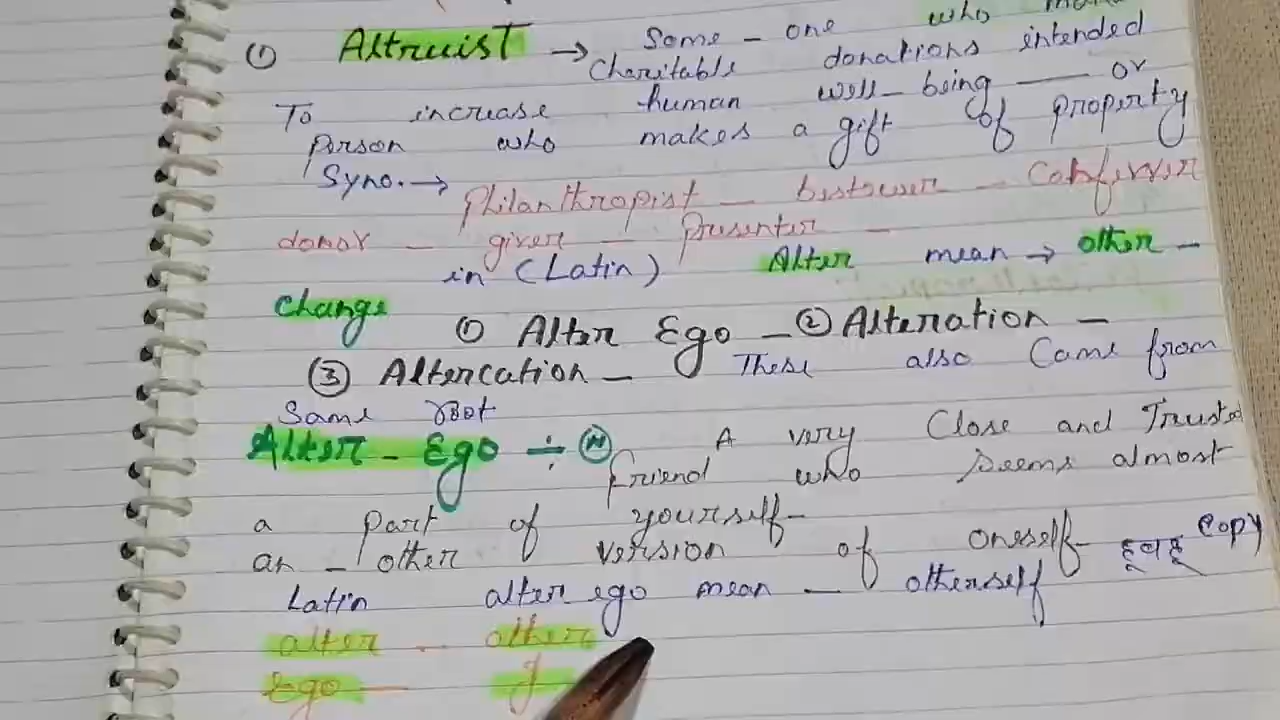 ① Altruist → Some-one who
charitable donations intended
To increase human well-being — or
person who makes a gift of property
Syno. → Philanthropist - bestower - Conferrer
donor - giver - presenter -
in (Latin) Alter mean → other -
change ① Alter Ego - ② Alteration -
③ Altercation - These also Came from
Same root
Alter - Ego ÷ (N) A very Close and Trusted
friend who seems almost
a part of yourself-
an - other version of oneself- हूबहू copy
Latin alter ego mean - otherself
alter - other
Ego -